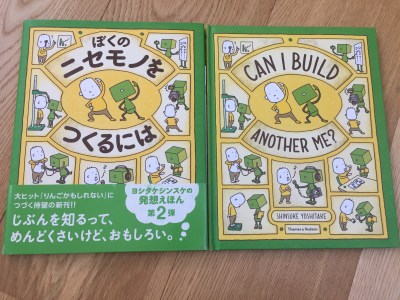 ぼくの
ニセモノを
つくるには
大ヒット「りんごかもしれない」に
つづく待望の新刊!!
ヨシタケシンスケの
発想えほん
第2弾
じぶんを知るって、
めんどくさいけど、おもしろい。
CAN I BUILD
ANOTHER ME?
SHINSUKE YOSHITAKE
Thames & Hudson